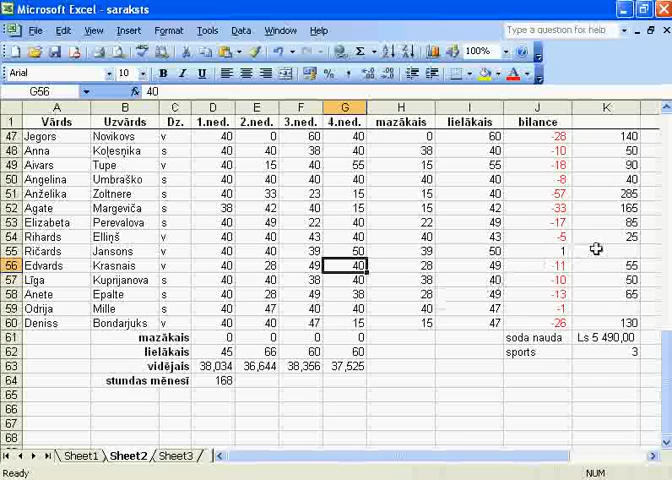 Microsoft Excel - saraksts
File Edit View Insert Format Tools Data Window Help Type a question for help
100%
Arial 10 B I U
G56 40
A B C D E F G H I J K
1 Vārds Uzvārds Dz. 1.ned. 2.ned. 3.ned. 4.ned. mazākais lielākais bilance
47 Jegors Novikovs v 40 0 60 40 0 60 -28 140
48 Anna Koļesņika s 40 40 38 40 38 40 -10 50
49 Aivars Tupe v 40 15 40 55 15 55 -18 90
50 Angelina Umbraško s 40 40 40 40 40 40 -8 40
51 Anželika Zoltnere s 40 33 23 15 15 40 -57 285
52 Agate Margeviča s 38 42 40 15 15 42 -33 165
53 Elizabeta Perevalova s 40 49 22 40 22 49 -17 85
54 Rihards Elliņš v 40 40 43 40 40 43 -5 25
55 Ričards Jansons v 40 40 39 50 39 50 1
56 Edvards Krasnais v 40 28 49 40 28 49 -11 55
57 Līga Kuprijanova s 40 40 38 40 38 40 -10 50
58 Anete Epalte s 40 28 49 38 28 49 -13 65
59 Odrija Mille s 40 47 40 40 40 47 -1
60 Deniss Bondarjuks v 40 40 47 15 15 47 -26 130
61 mazākais 0 0 0 0 soda nauda Ls 5 490,00
62 lielākais 45 66 60 60 sports 3
63 vidējais 38,034 36,644 38,356 37,525
64 stundas mēnesī 168
65
66
67
68
Sheet1 Sheet2 Sheet3
Ready NUM